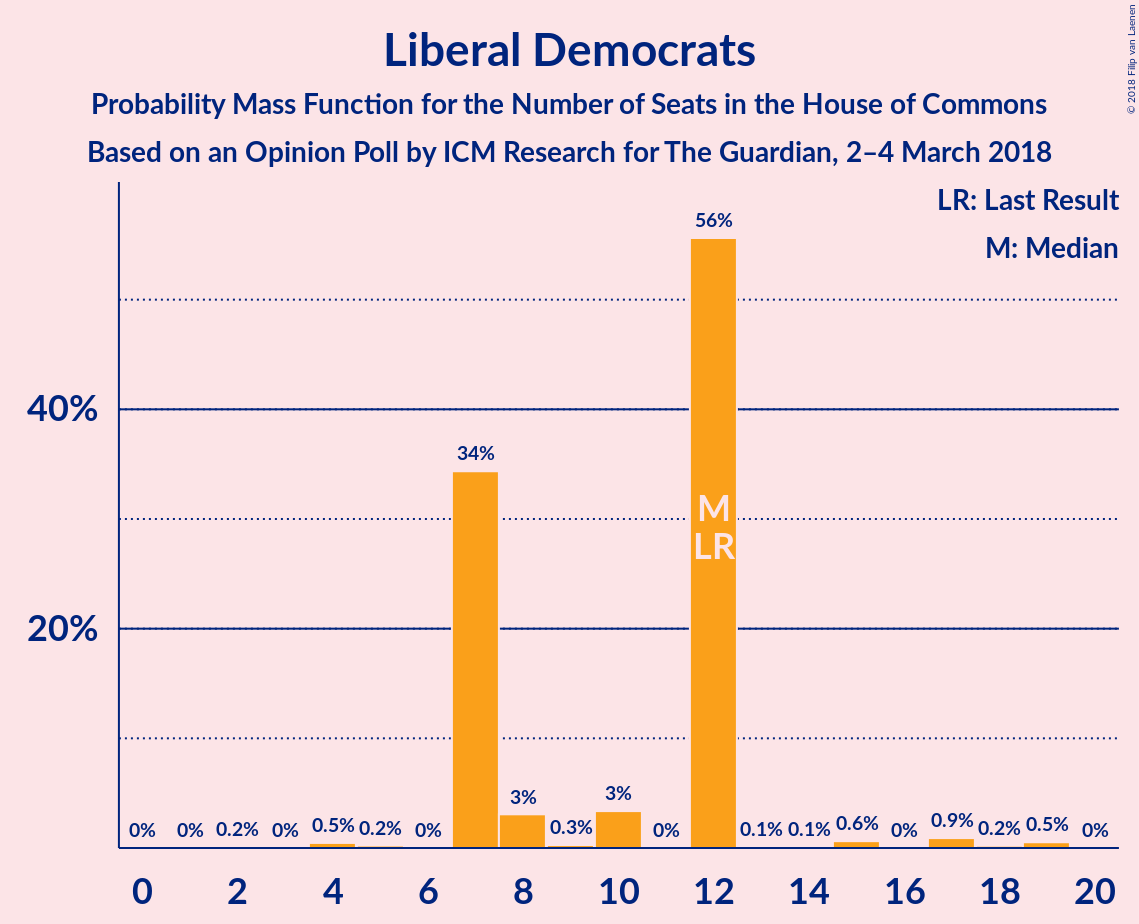 Liberal Democrats
Probability Mass Function for the Number of Seats in the House of Commons
Based on an Opinion Poll by ICM Research for The Guardian, 2–4 March 2018
© 2018 Filip van Laenen
LR: Last Result
M: Median
40%
20%
0% 0% 0.2% 0% 0.5% 0.2% 0% 34% 3% 0.3% 3% 0% 56% 0.1% 0.1% 0.6% 0% 0.9% 0.2% 0.5% 0%
M
LR
0 2 4 6 8 10 12 14 16 18 20